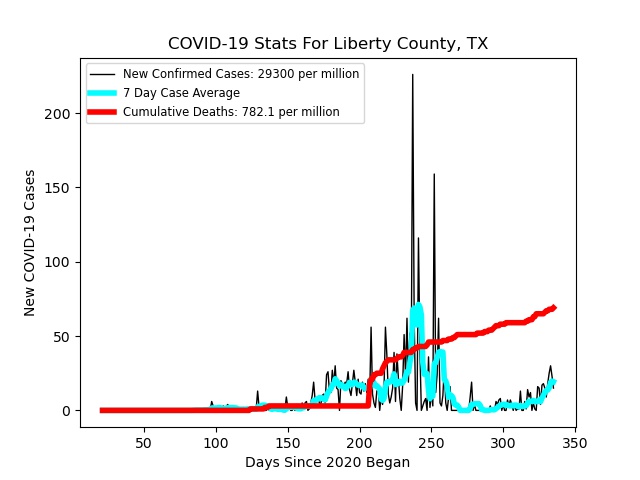 COVID-19 Stats For Liberty County, TX
New Confirmed Cases: 29300 per million
7 Day Case Average
Cumulative Deaths: 782.1 per million
New COVID-19 Cases
200
150
100
50
0
50 100 150 200 250 300 350
Days Since 2020 Began